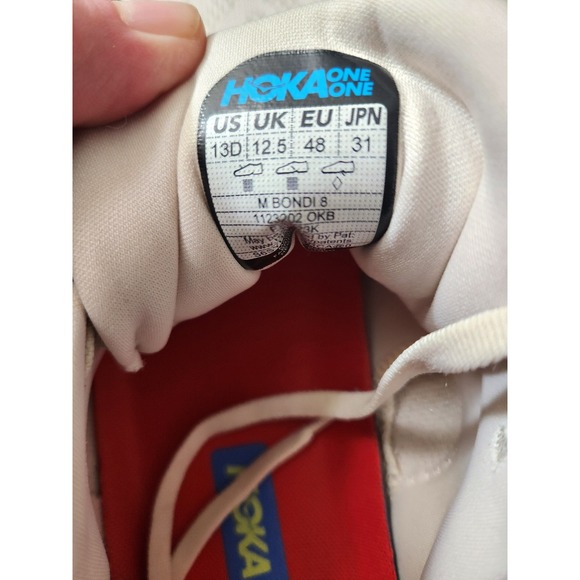 HOKA ONE ONE
US UK EU JPN
13D 12.5 48 31
M BONDI 8
1123202 OKB
HOKA